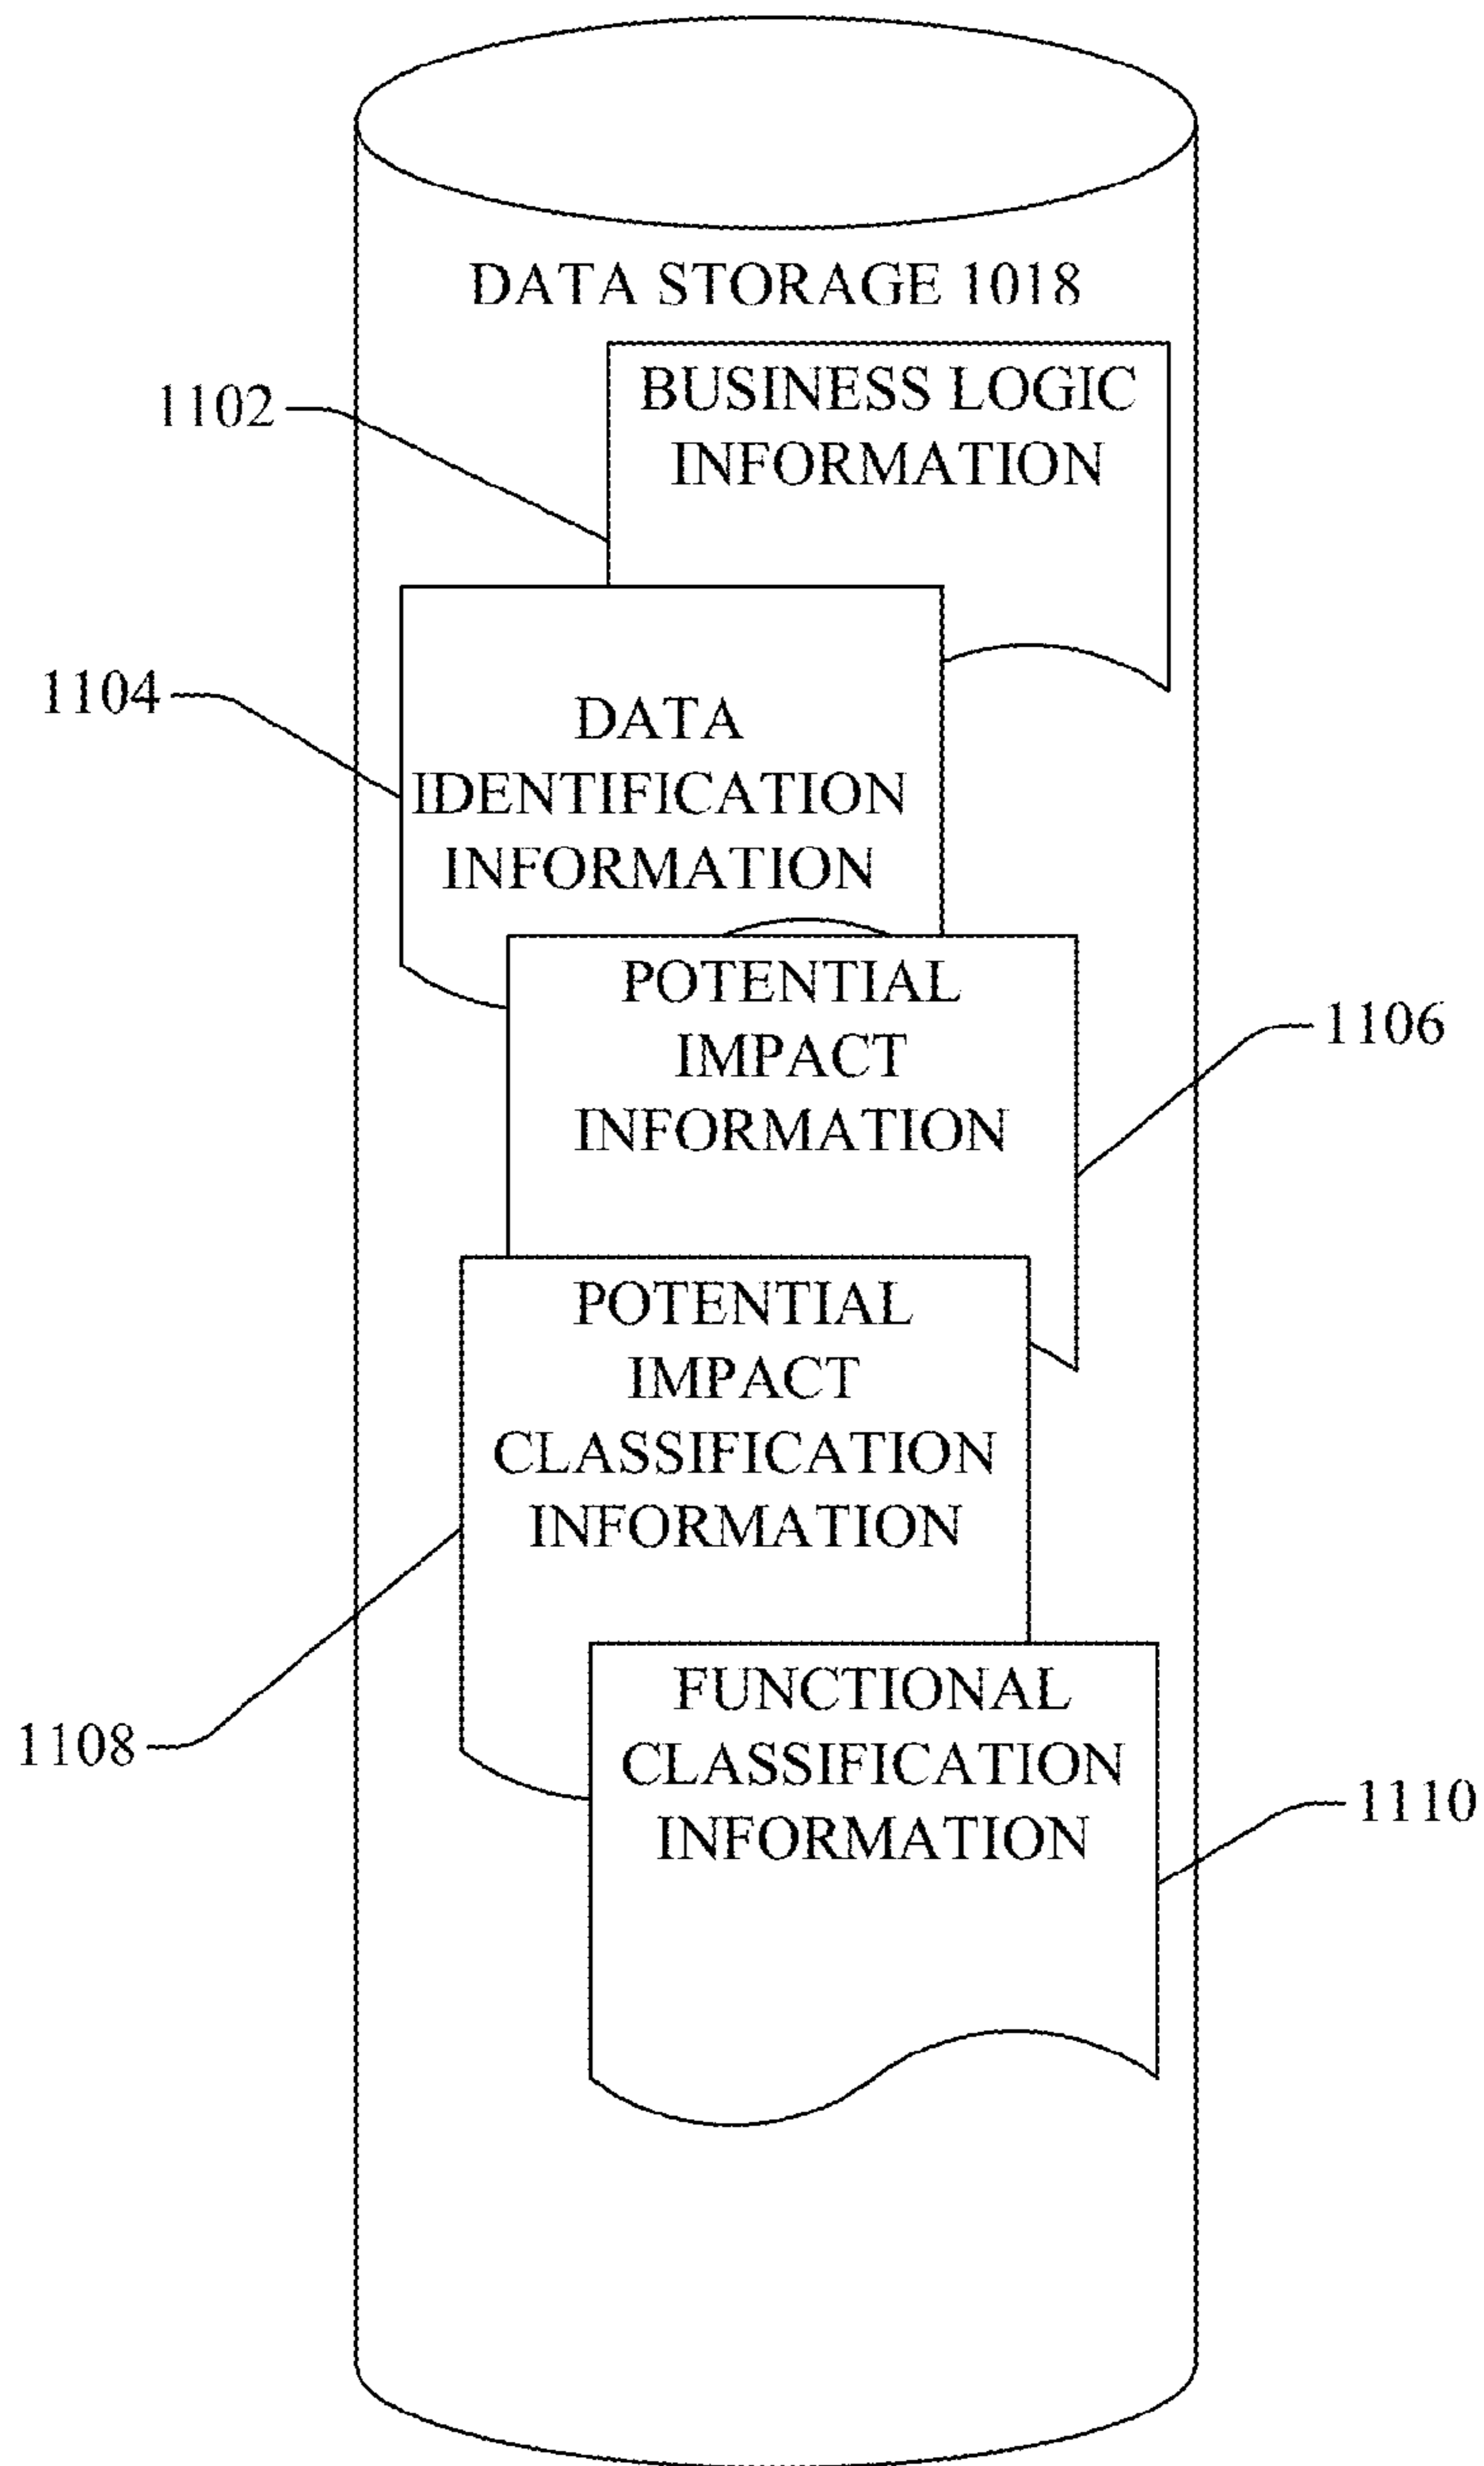 DATA STORAGE 1018
1102
BUSINESS LOGIC
INFORMATION
1104
DATA
IDENTIFICATION
INFORMATION
POTENTIAL
IMPACT
INFORMATION
1106
POTENTIAL
IMPACT
CLASSIFICATION
INFORMATION
1108
FUNCTIONAL
CLASSIFICATION
INFORMATION
1110